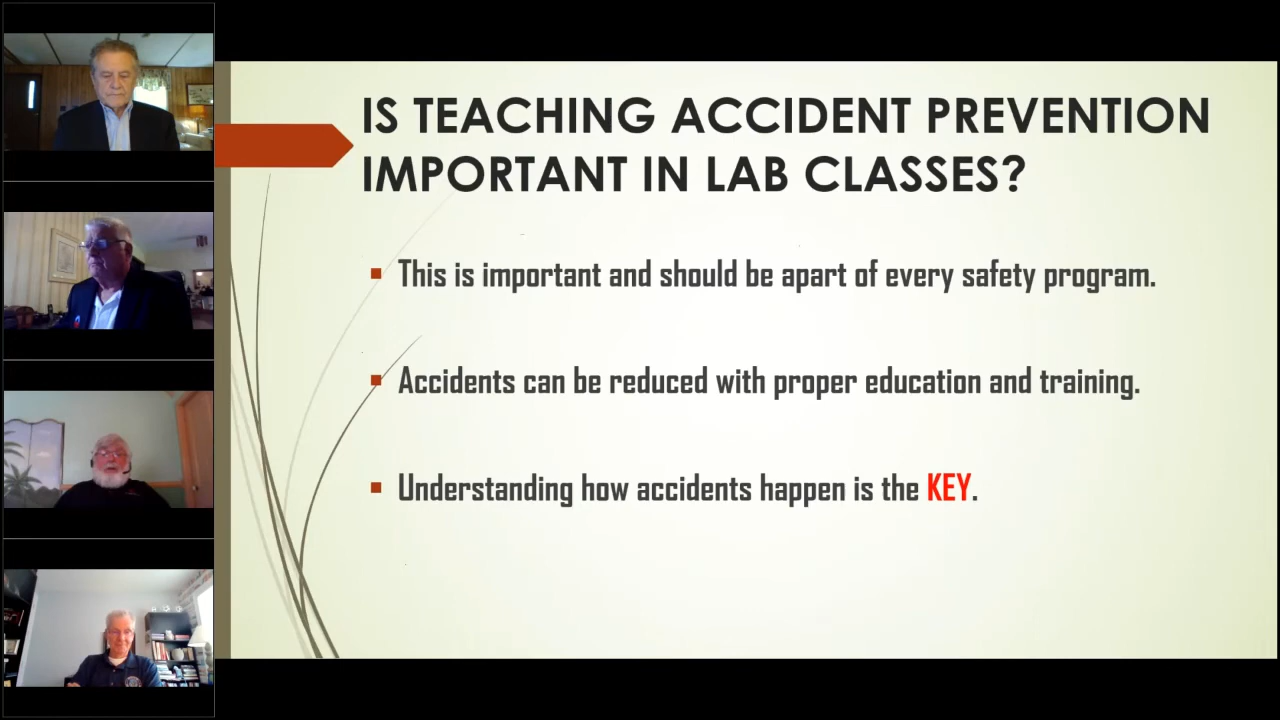 IS TEACHING ACCIDENT PREVENTION
IMPORTANT IN LAB CLASSES?
This is important and should be apart of every safety program.
Accidents can be reduced with proper education and training.
Understanding how accidents happen is the KEY.